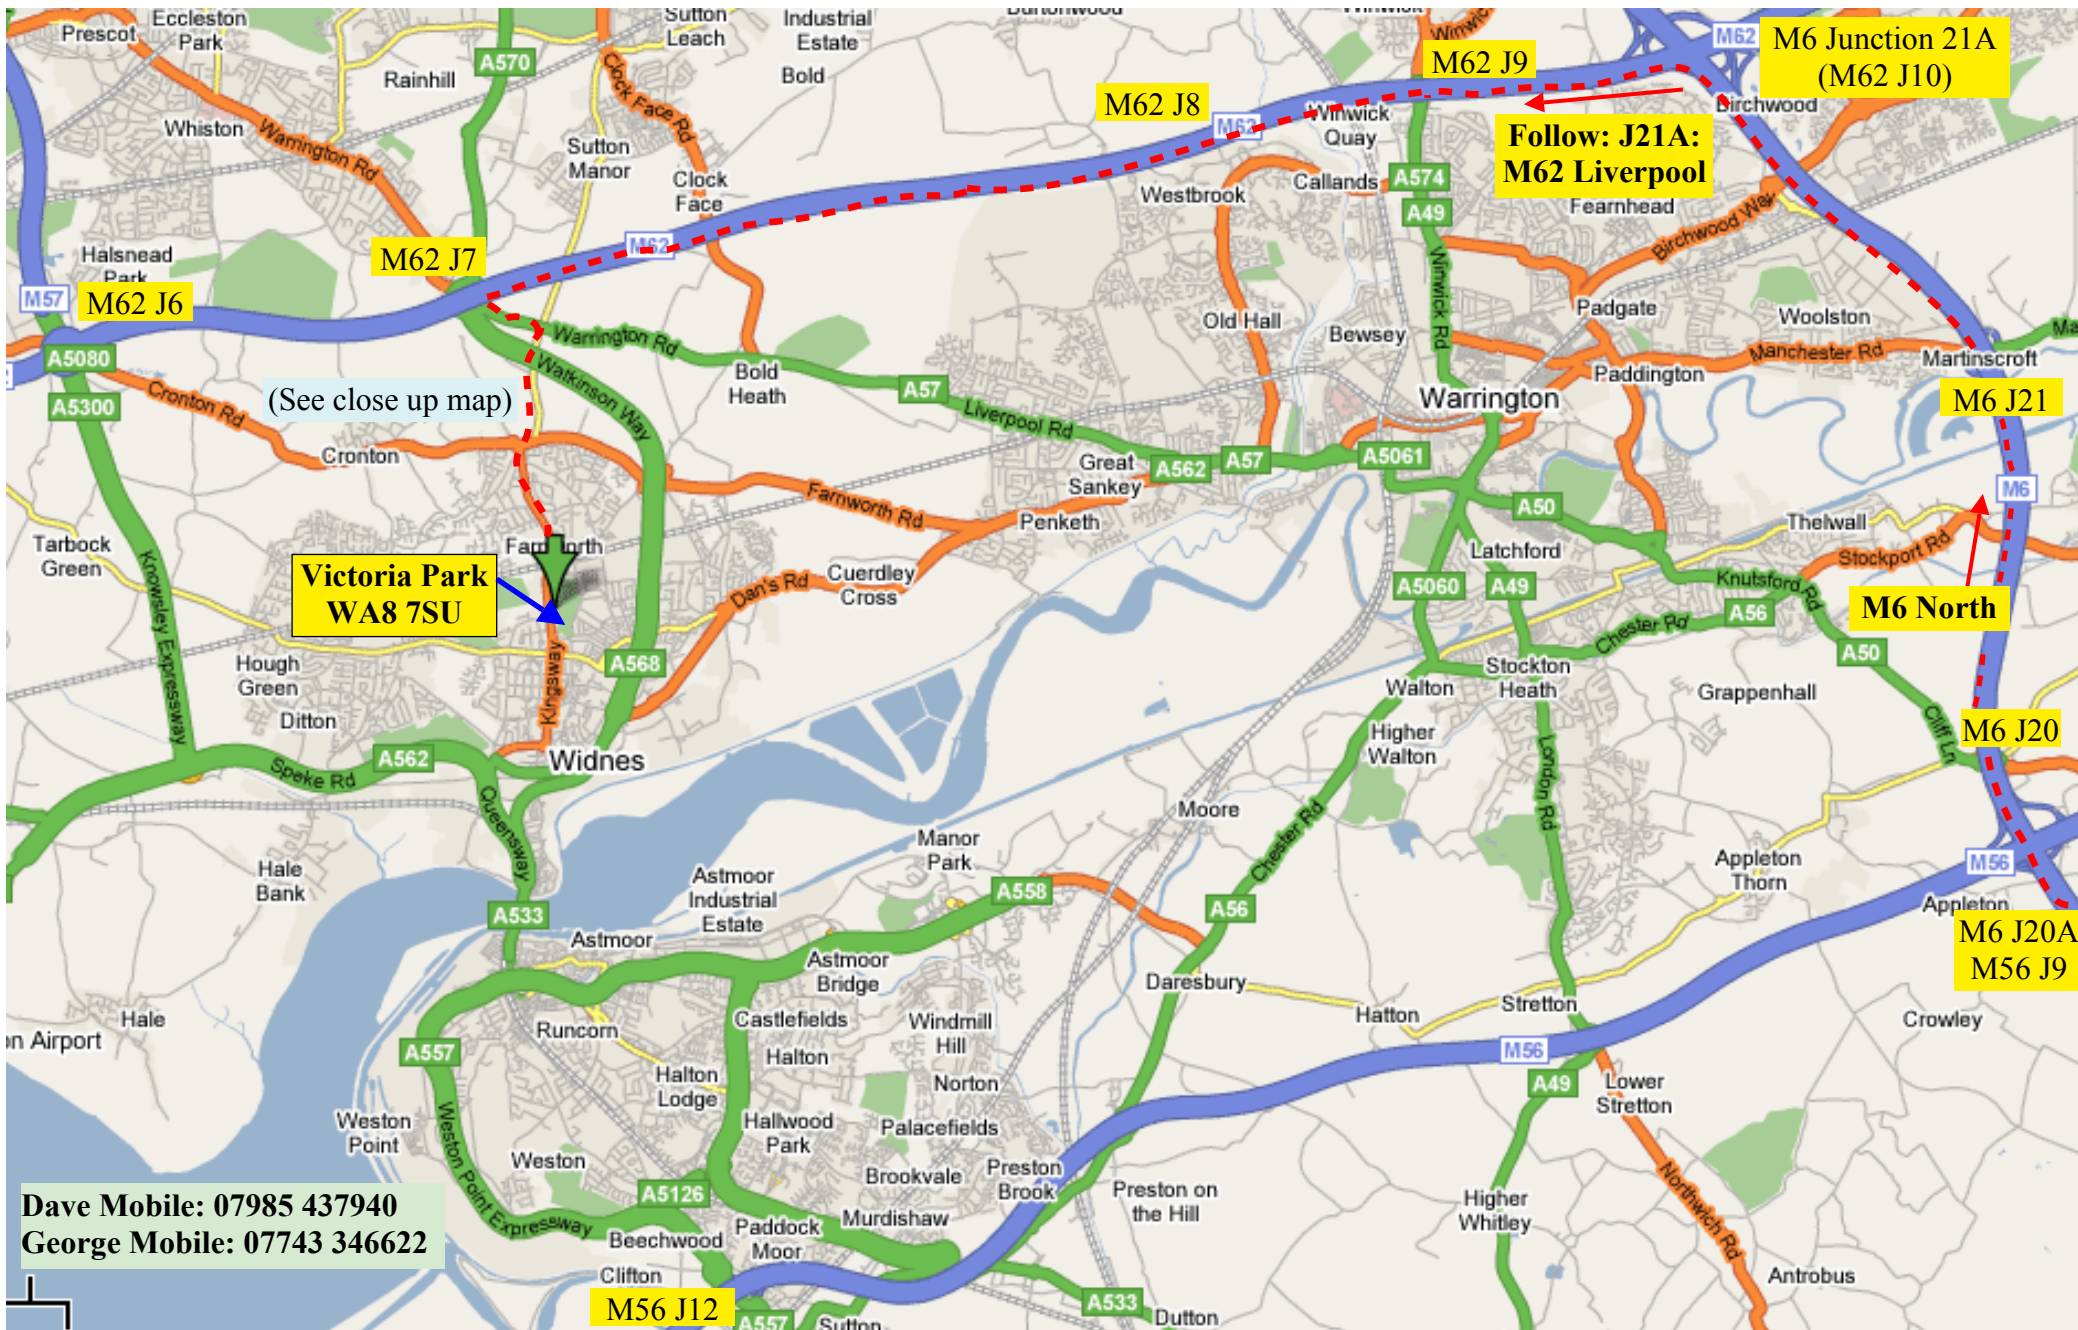 Eccleston
Park
Prescot
Sutton
Leach
Industrial
Estate
M62
M6 Junction 21A
(M62 J10)
A570
Rainhill
Bold
M62 J9
Clock Face Rd
M62 J8
M62
Winwick
Quay
Birchwood
Whiston
Warrington Rd
Sutton
Manor
Follow: J21A:
M62 Liverpool
Clock
Face
Westbrook
Callands
A574
Fearnhead
A49
Birchwood Way
M62 J7
M62
Halsnead
Park
M57
M62 J6
Winwick Rd
Padgate
Woolston
Old Hall
Bewsey
Warrington Rd
A5080
Watkinson Way
Bold
Heath
Manchester Rd
Martinscroft
Paddington
A57
Warrington
(See close up map)
Cronton Rd
A5300
M6 J21
Liverpool Rd
Cronton
Great
Sankey
A562
A57
A5061
M6
Farnworth Rd
Penketh
A50
Thelwall
Stockport Rd
Tarbock
Green
Latchford
Victoria Park
WA8 7SU
Cuerdley
Cross
Dan's Rd
A5060
A49
Knutsford Rd
A56
M6 North
Knowsley Expressway
Chester Rd
Hough
Green
Kingsway
A568
A50
Stockton
Heath
Walton
Grappenhall
Ditton
Higher
Walton
Cliff Ln
M6 J20
A562
Speke Rd
Widnes
London Rd
Queensway
Moore
Chester Rd
Manor
Park
Hale
Bank
Astmoor
Industrial
Estate
A558
Appleton
Thorn
M56
A533
A56
Appleton
M6 J20A
M56 J9
Astmoor
Astmoor
Bridge
Daresbury
Hatton
Stretton
Hale
Runcorn
Castlefields
Windmill
Hill
Crowley
on Airport
A557
Halton
M56
Halton
Lodge
Norton
A49
Lower
Stretton
Weston
Point
Hallwood
Park
Palacefields
Weston
Brookvale
Preston
Brook
Preston on
the Hill
Northwich Rd
Weston Point Expressway
A5126
Higher
Whitley
Dave Mobile: 07985 437940
George Mobile: 07743 346622
Paddock
Moor
Murdishaw
Beechwood
Clifton
Antrobus
M56 J12
A557
Sutton
A533
Dutton